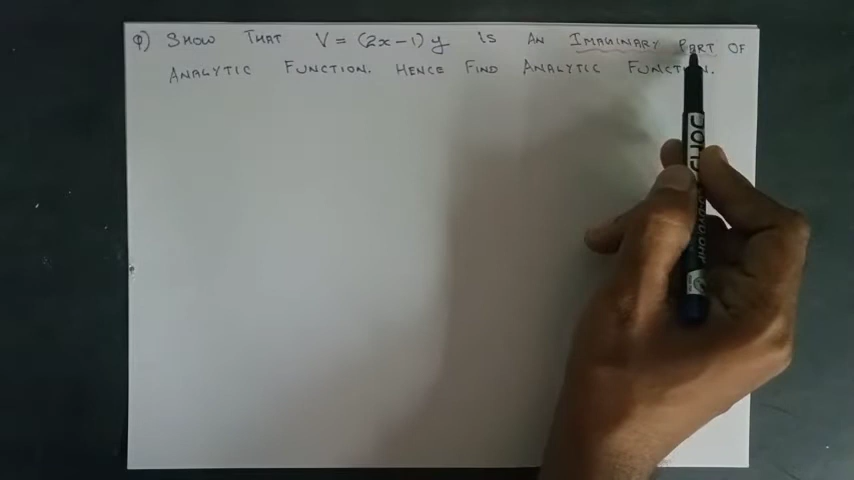 Q) SHOW THAT V = (2x-1)y IS AN IMAGINARY PART OF
ANALYTIC FUNCTION. HENCE FIND ANALYTIC FUNCTION.